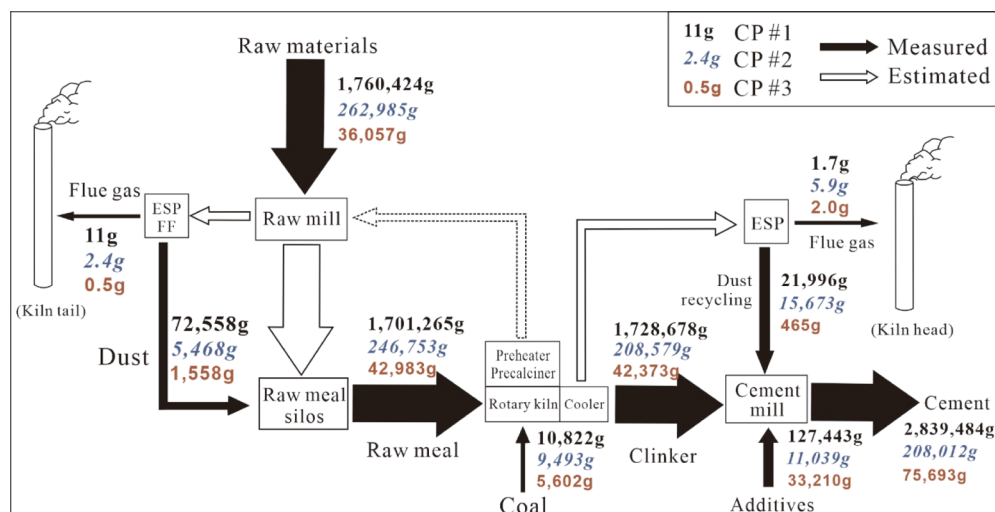 11g CP #1
2.4g CP #2
0.5g CP #3
Measured
Estimated
Raw materials
1,760,424g
262,985g
36,057g
Flue gas
ESP
FF
Raw mill
11g
2.4g
0.5g
(Kiln tail)
1.7g
5.9g
2.0g
ESP
Flue gas
(Kiln head)
Dust
recycling
21,996g
15,673g
465g
Dust
72,558g
5,468g
1,558g
Raw meal
silos
1,701,265g
246,753g
42,983g
Raw meal
Preheater
Precalciner
Rotary kiln
Cooler
10,822g
9,493g
5,602g
Coal
1,728,678g
208,579g
42,373g
Clinker
Cement
mill
127,443g
11,039g
33,210g
Additives
Cement
2,839,484g
208,012g
75,693g